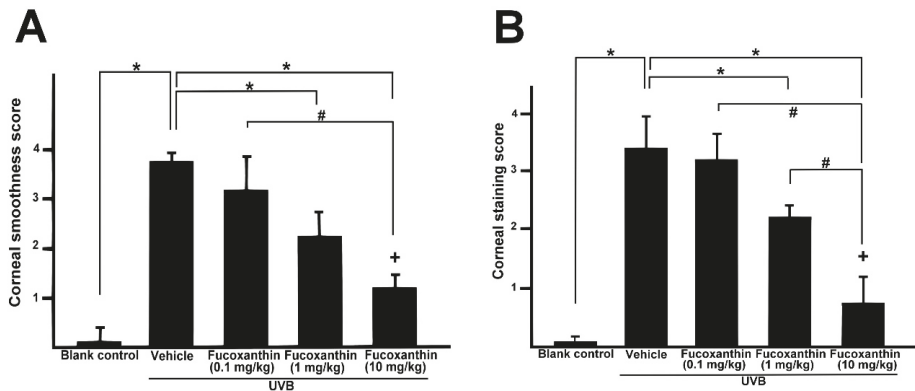 A
Corneal smoothness score
4
3
2
1
*
*
*
#
+
Blank control
Vehicle
Fucoxanthin
(0.1 mg/kg)
Fucoxanthin
(1 mg/kg)
Fucoxanthin
(10 mg/kg)
UVB
B
Corneal staining score
4
3
2
1
*
*
*
#
#
+
Blank control
Vehicle
Fucoxanthin
(0.1 mg/kg)
Fucoxanthin
(1 mg/kg)
Fucoxanthin
(10 mg/kg)
UVB